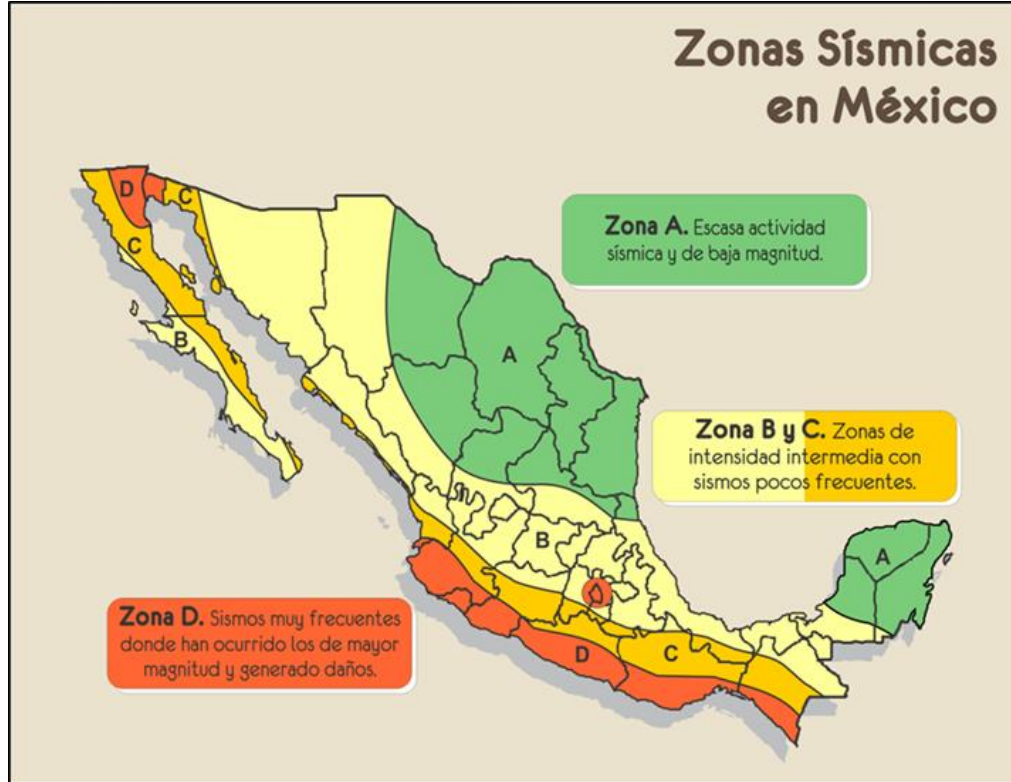 Zonas Sísmicas
en México
D
C
C
Zona A. Escasa actividad
sísmica y de baja magnitud.
B
A
Zona B y C. Zonas de
intensidad intermedia con
sismos pocos frecuentes.
B
A
Zona D. Sismos muy frecuentes
donde han ocurrido los de mayor
magnitud y generado daños.
D
C